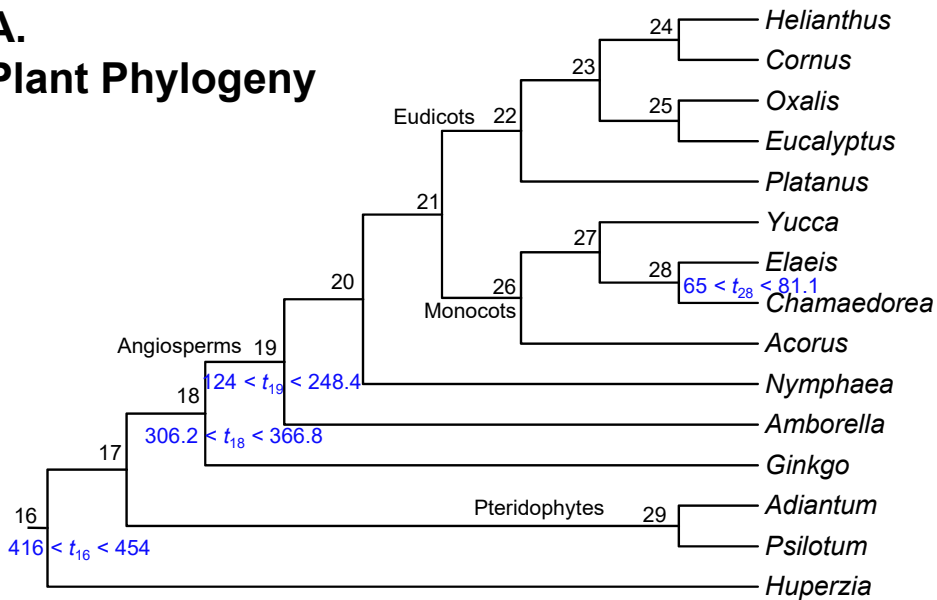 A.
Plant Phylogeny
24 Helianthus
Cornus
23
25 Oxalis
Eucalyptus
Eudicots 22
Platanus
21
Yucca
27
28 Elaeis
65 < t28 < 81.1
Chamaedorea
26
Monocots
Acorus
20
Nymphaea
Angiosperms 19
124 < t19 < 248.4
Amborella
18
306.2 < t18 < 366.8
Ginkgo
17
Pteridophytes 29
Adiantum
Psilotum
16
416 < t16 < 454
Huperzia